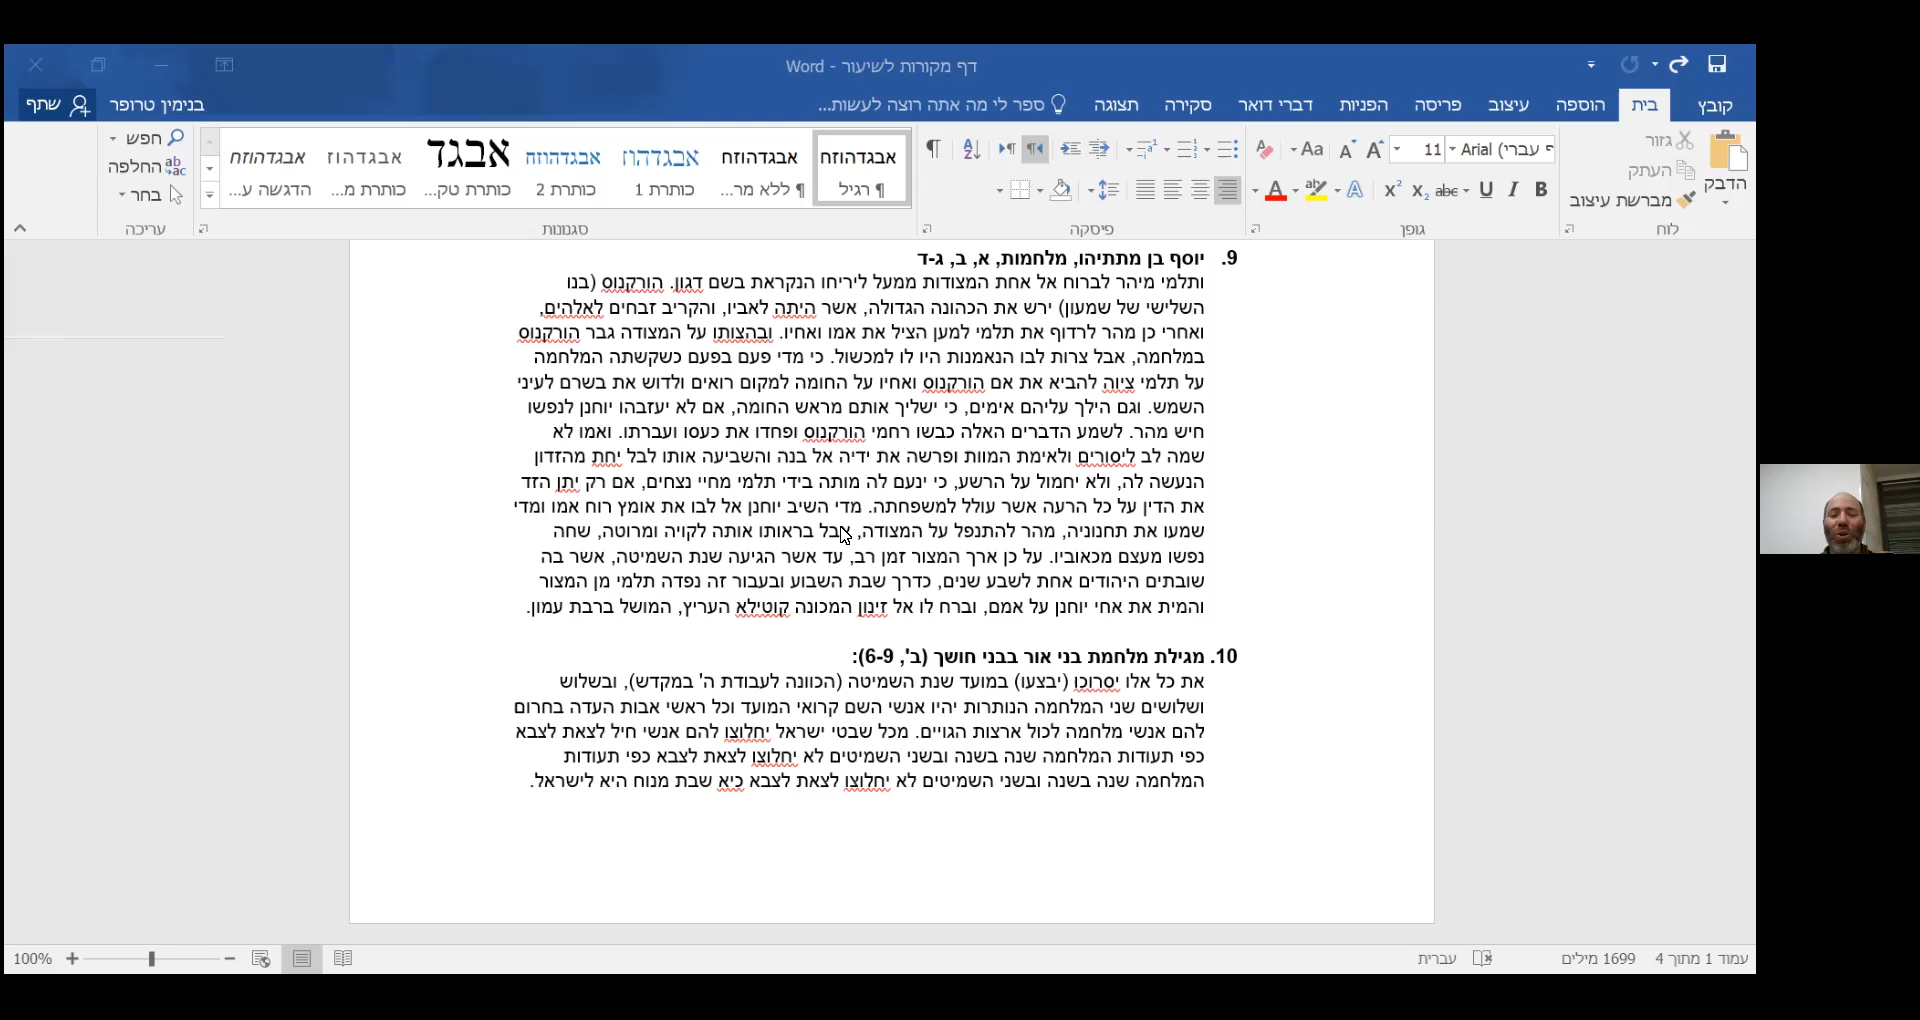 דף מקורות לשיעור - Word
קובץ בית הוספה עיצוב פריסה הפניות דברי דואר סקירה תצוגה ספר לי מה אתה רוצה לעשות... בנימין טרופר שתף
הדבק
גזור
העתק
מברשת עיצוב
לוח
Arial (עברי 11 Aa
B I U abc X₂ X² A ab A
גופן
פיסקה
אבגדהוזח אבגדהוזח אבגדהוז אבגדהוזח אבגד אבגדהוז אבגדהוזח
¶ רגיל ¶ ללא מר... כותרת 1 כותרת 2 כותרת טק... כותרת מ... הדגשה ע...
סגנונות
חפש
החלפה
בחר
עריכה
9. יוסף בן מתתיהו, מלחמות, א, ב, ג-ד
ותלמי מיהר לברוח אל אחת המצודות ממעל ליריחו הנקראת בשם דגון. הורקנוס (בנו
השלישי של שמעון) ירש את הכהונה הגדולה, אשר היתה לאביו, והקריב זבחים לאלהים,
ואחרי כן מהר לרדוף את תלמי למען הציל את אמו ואחיו. ובהצותו על המצודה גבר הורקנוס
במלחמה, אבל צרות לבו הנאמנות היו לו למכשול. כי מדי פעם בפעם כשקשתה המלחמה
על תלמי ציוה להביא את אם הורקנוס ואחיו על החומה למקום רואים ולדוש את בשרם לעיני
השמש. וגם הילך עליהם אימים, כי ישליך אותם מראש החומה, אם לא יעזבהו יוחנן לנפשו
חיש מהר. לשמע הדברים האלה כבשו רחמי הורקנוס ופחדו את כעסו ועברתו. ואמו לא
שמה לב ליסורים ולאימת המוות ופרשה את ידיה אל בנה והשביעה אותו לבל יחת מהזדון
הנעשה לה, ולא יחמול על הרשע, כי ינעם לה מותה בידי תלמי מחיי נצחים, אם רק יתן הזד
את הדין על כל הרעה אשר עולל למשפחתה. מדי השיב יוחנן אל לבו את אומץ רוח אמו ומדי
שמעו את תחנוניה, מהר להתנפל על המצודה, אבל בראותו אותה לקויה ומרוטה, שחה
נפשו מעצם מכאוביו. על כן ארך המצור זמן רב, עד אשר הגיעה שנת השמיטה, אשר בה
שובתים היהודים אחת לשבע שנים, כדרך שבת השבוע ובעבור זה נפדה תלמי מן המצור
והמית את אחי יוחנן על אמם, וברח לו אל זינון המכונה קוטילא העריץ, המושל ברבת עמון.
10. מגילת מלחמת בני אור בבני חושך (ב', 6-9):
את כל אלו יסרוכו (יבצעו) במועד שנת השמיטה (הכוונה לעבודת ה' במקדש), ובשלוש
ושלושים שני המלחמה הנותרות יהיו אנשי השם קרואי המועד וכל ראשי אבות העדה בחרום
להם אנשי מלחמה לכול ארצות הגויים. מכל שבטי ישראל יחלוצו להם אנשי חיל לצאת לצבא
כפי תעודות המלחמה שנה בשנה ובשני השמיטים לא יחלוצו לצאת לצבא כפי תעודות
המלחמה שנה בשנה ובשני השמיטים לא יחלוצו לצאת לצבא כיא שבת מנוח היא לישראל.
עמוד 1 מתוך 4 1699 מילים עברית 100%